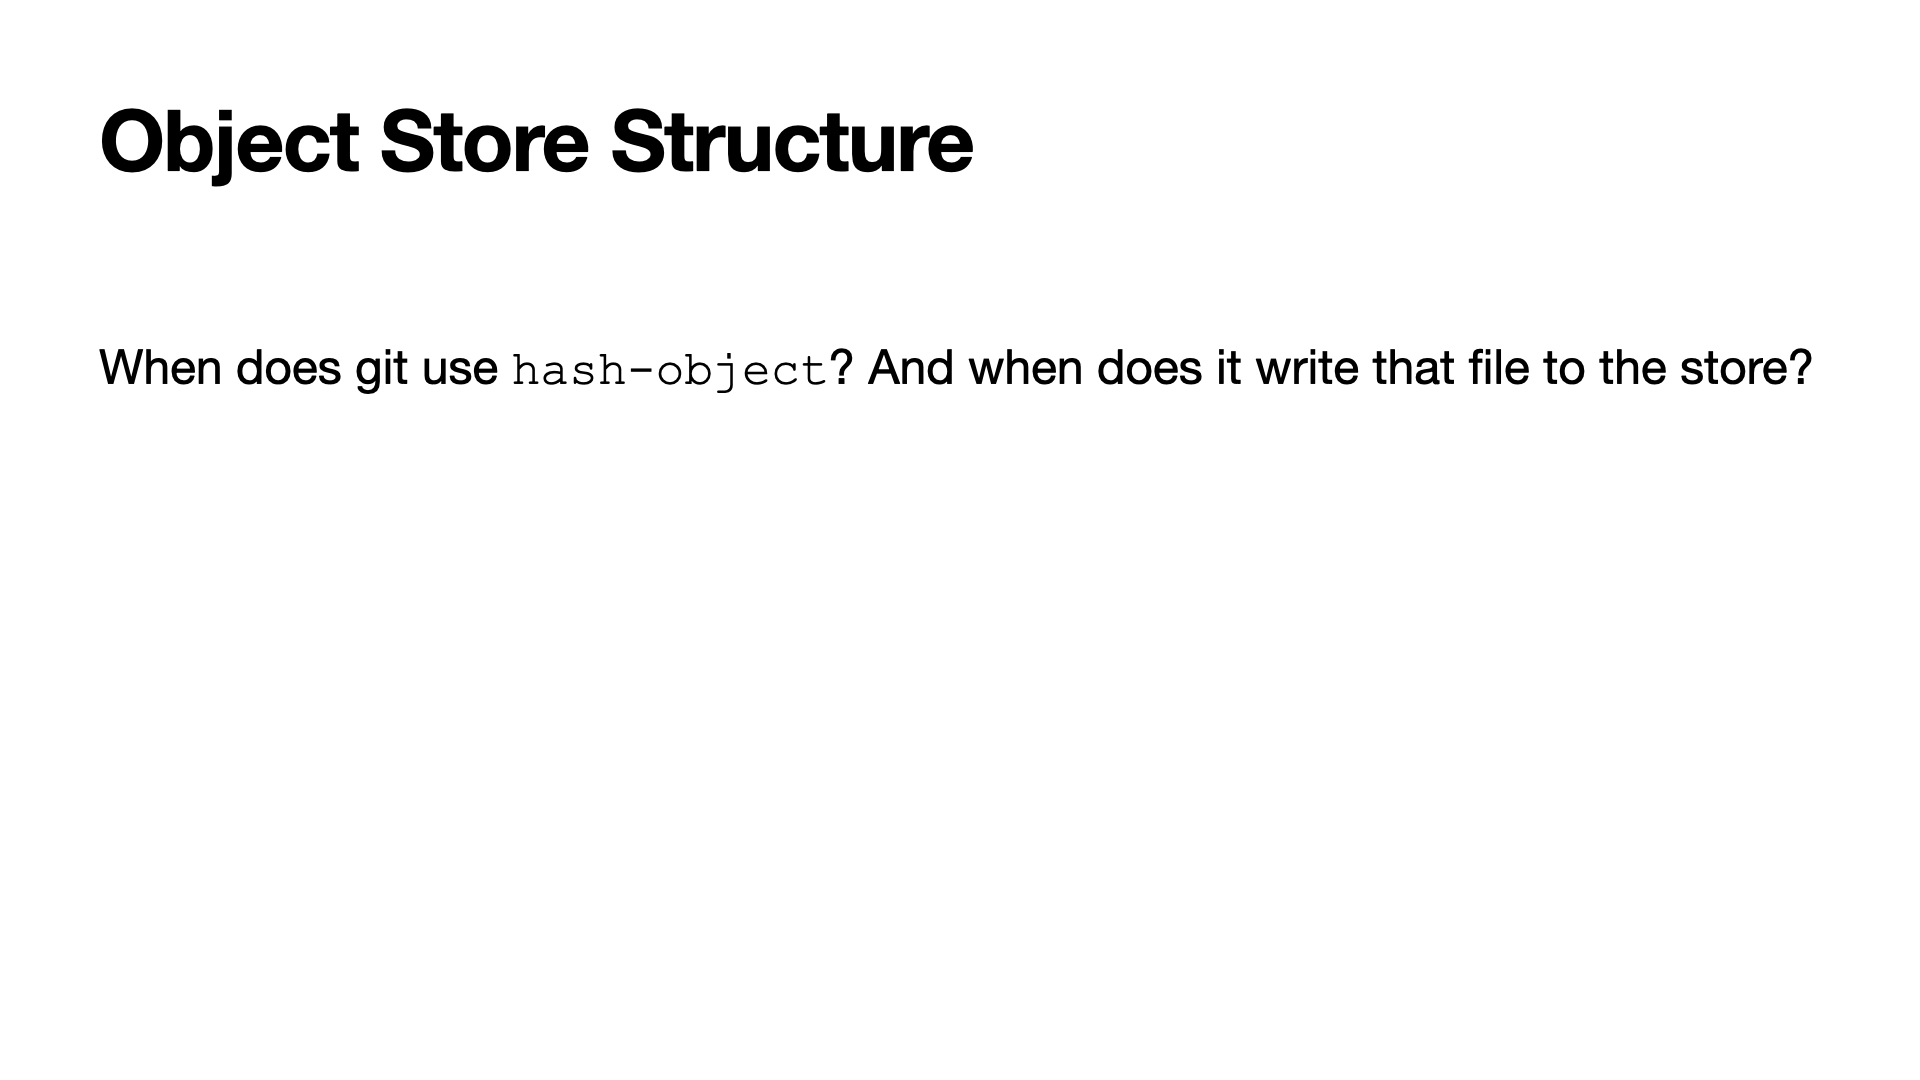 Object Store Structure
When does git use hash-object? And when does it write that file to the store?